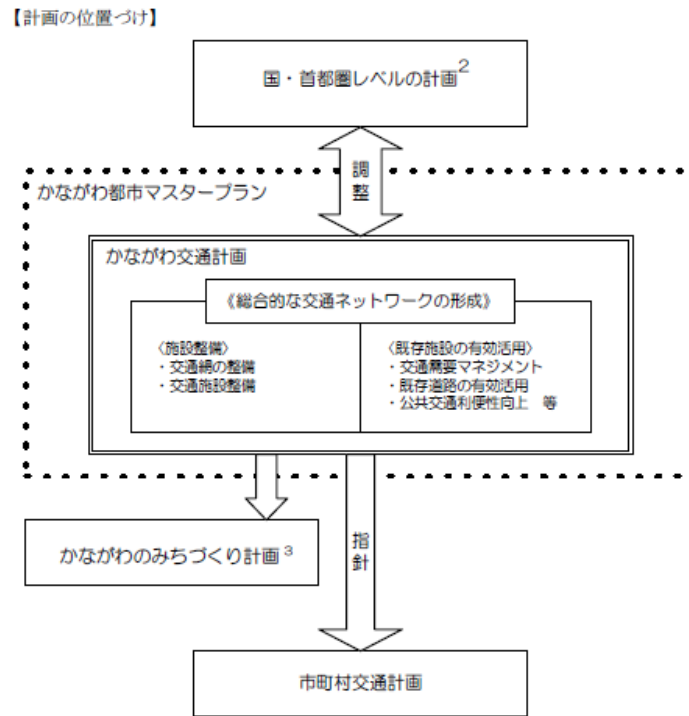 【計画の位置づけ】
国・首都圏レベルの計画2
調整
かながわ都市マスタープラン
かながわ交通計画
《総合的な交通ネットワークの形成》
〈施設整備〉
・交通網の整備
・交通施設整備
〈既存施設の有効活用〉
・交通需要マネジメント
・既存道路の有効活用
・公共交通利便性向上　等
かながわのみちづくり計画3
指針
市町村交通計画